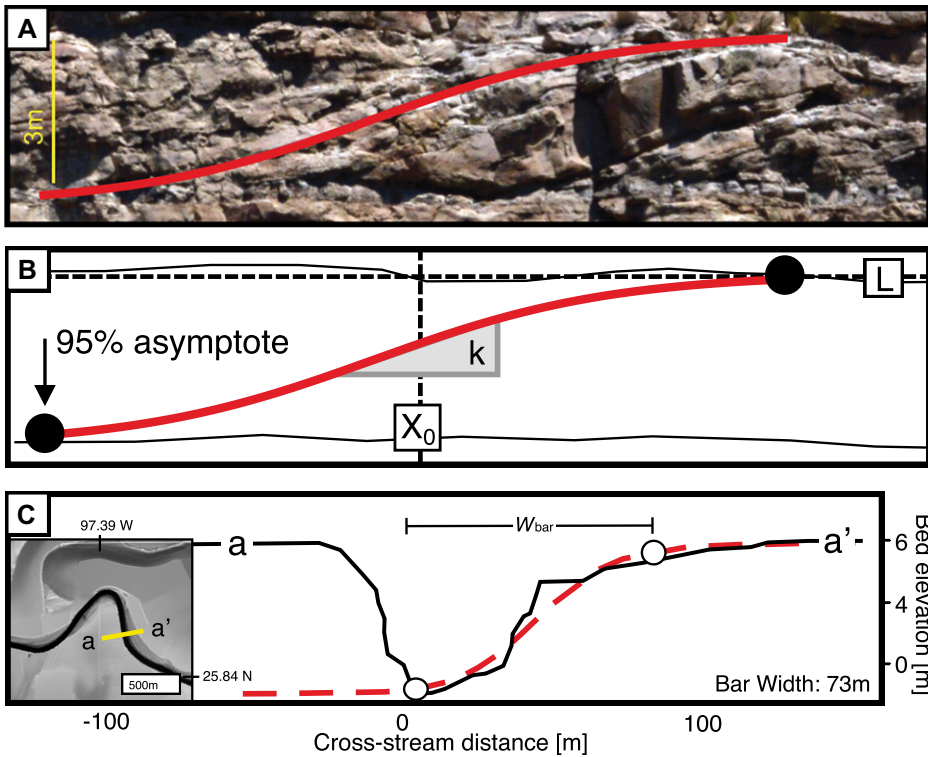 A
3m
B
L
95% asymptote
k
X₀
C
97.39 W
a
Wbar
a'
6
4
0
Bed elevation [m]
a
a'
25.84 N
500m
Bar Width: 73m
-100
0
100
Cross-stream distance [m]